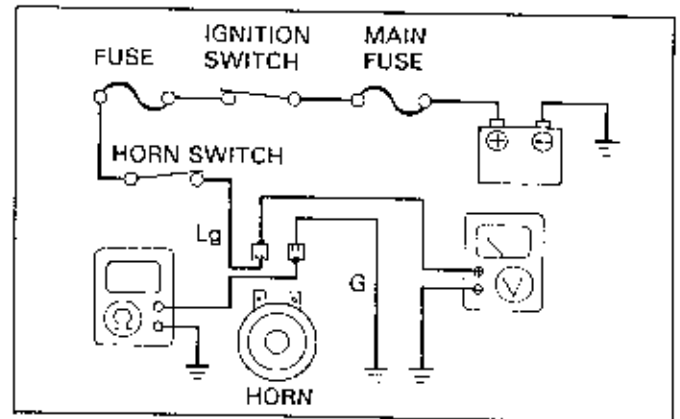 FUSE
IGNITION
SWITCH
MAIN
FUSE
+ -
HORN SWITCH
Lg
G
Ω
V
+
-
HORN